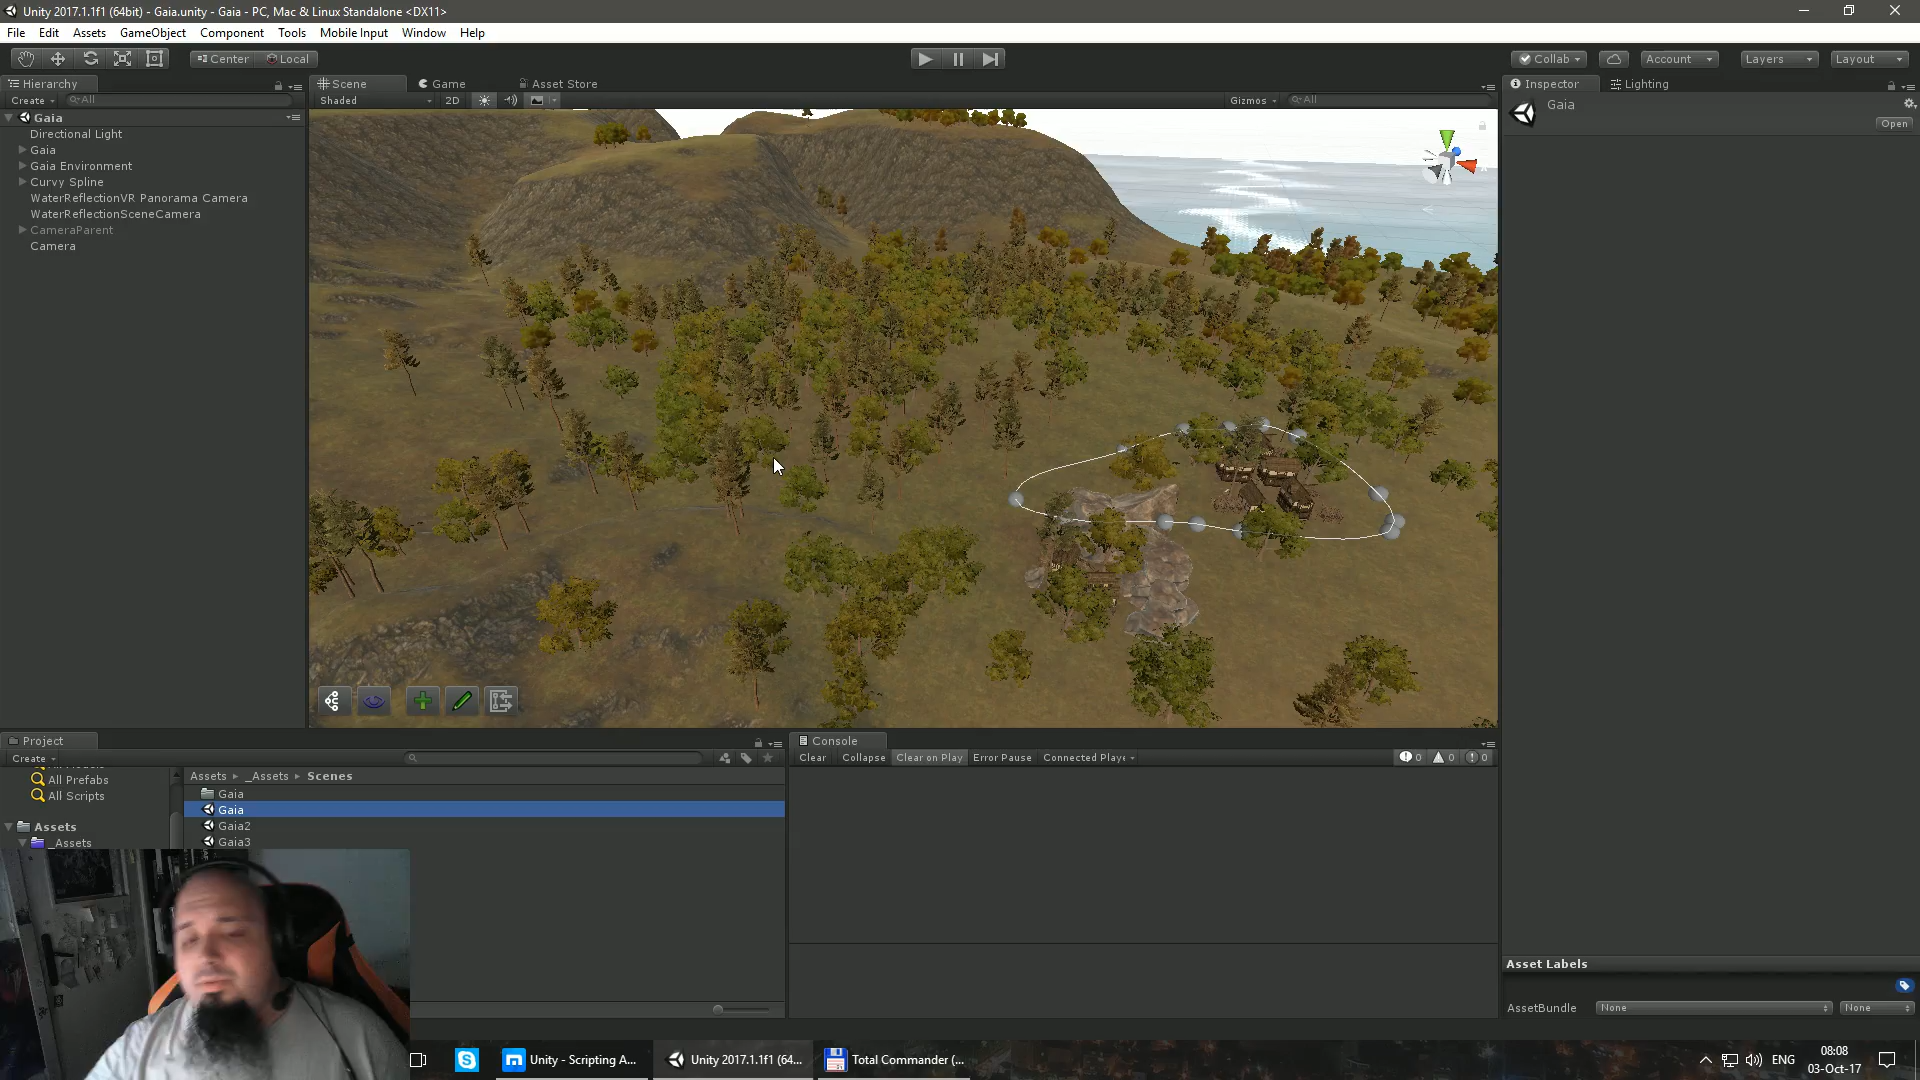 Unity 2017.1.1f1 (64bit) - Gaia.unity - Gaia - PC, Mac & Linux Standalone <DX11>
File Edit Assets GameObject Component Tools Mobile Input Window Help
Center Local Collab Account Layers Layout
Hierarchy Scene Game Asset Store Inspector Lighting
Create All Shaded 2D Gizmos All Gaia
Open
Gaia
Directional Light
Gaia
Gaia Environment
Curvy Spline
WaterReflectionVR Panorama Camera
WaterReflectionSceneCamera
CameraParent
Camera
Project Console
Create Clear Collapse Clear on Play Error Pause Connected Playe 0 0 0
All Prefabs
All Scripts
Assets
_Assets
Assets _Assets Scenes
Gaia
Gaia
Gaia2
Gaia3
Asset Labels
AssetBundle None None
Unity - Scripting A... Unity 2017.1.1f1 (64... Total Commander (... ENG 08:08
03-Oct-17